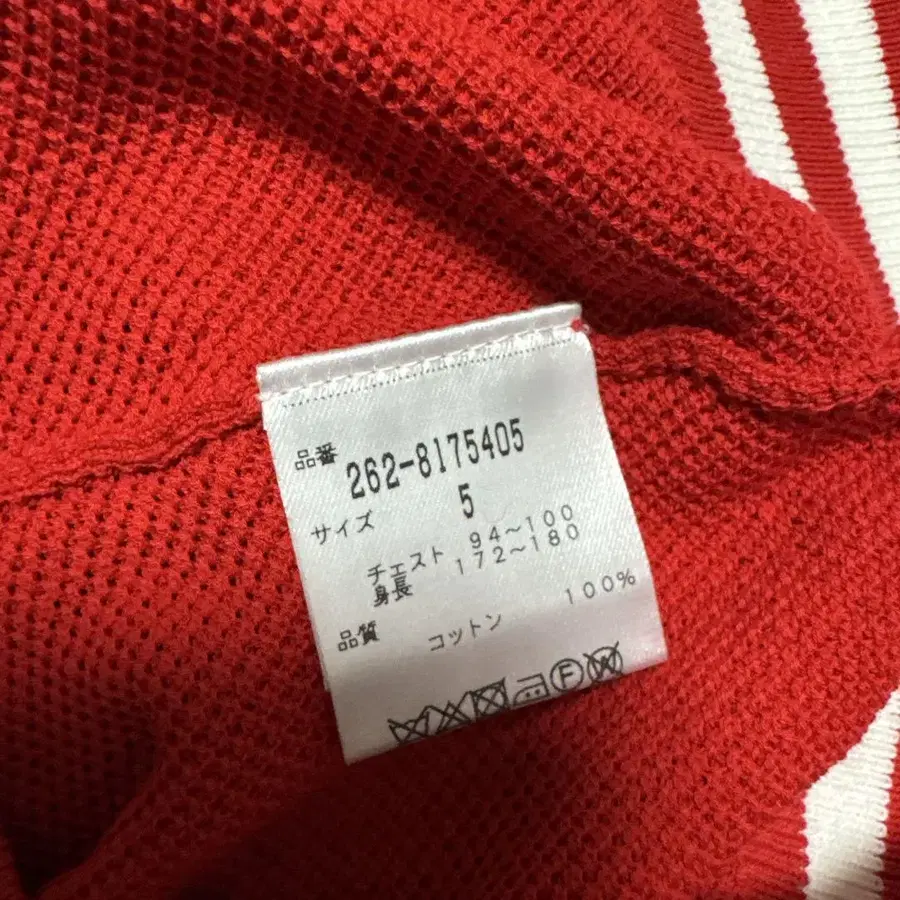 品番 262-8175405
サイズ 5
チェスト 94～100
身長 172～180
品質 コットン 100%
F W